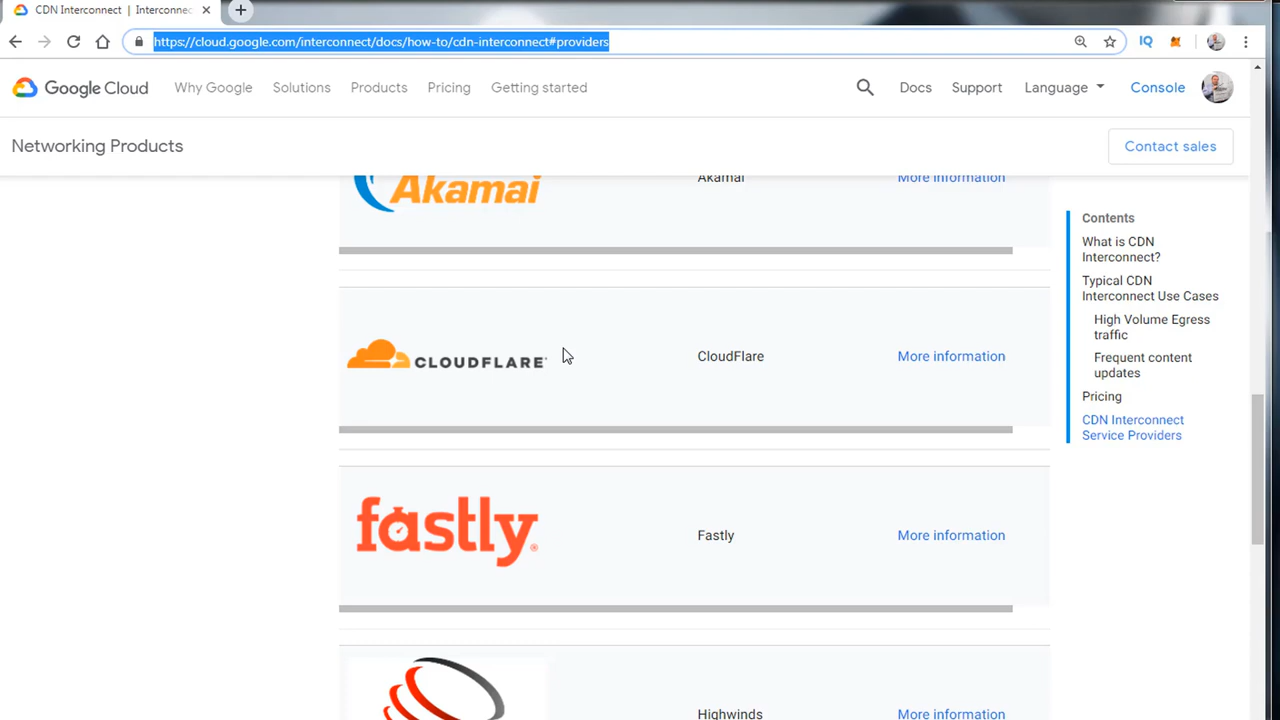 CDN Interconnect | Interconnec
https://cloud.google.com/interconnect/docs/how-to/cdn-interconnect#providers
IQ
Google Cloud
Why Google
Solutions
Products
Pricing
Getting started
Docs
Support
Language
Console
Networking Products
Contact sales
Akamai
Akamai
More information
CLOUDFLARE
CloudFlare
More information
fastly
Fastly
More information
Highwinds
More information
Contents
What is CDN
Interconnect?
Typical CDN
Interconnect Use Cases
High Volume Egress
traffic
Frequent content
updates
Pricing
CDN Interconnect
Service Providers